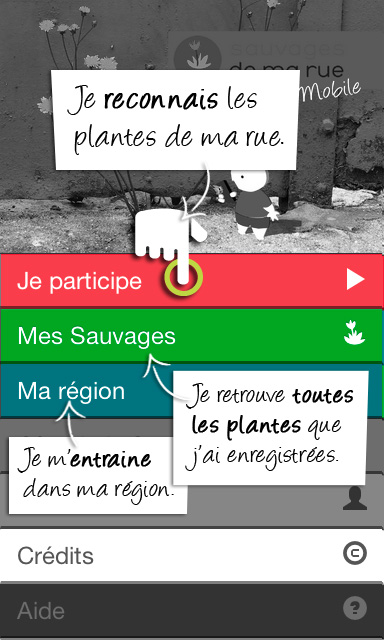 sauvages
de ma rue
Mobile
Je reconnais les
plantes de ma rue.
Je participe
Mes Sauvages
Ma région
Je retrouve toutes
les plantes que
j'ai enregistrées.
Je m'entraine
dans ma région.
Crédits
©
Aide
?